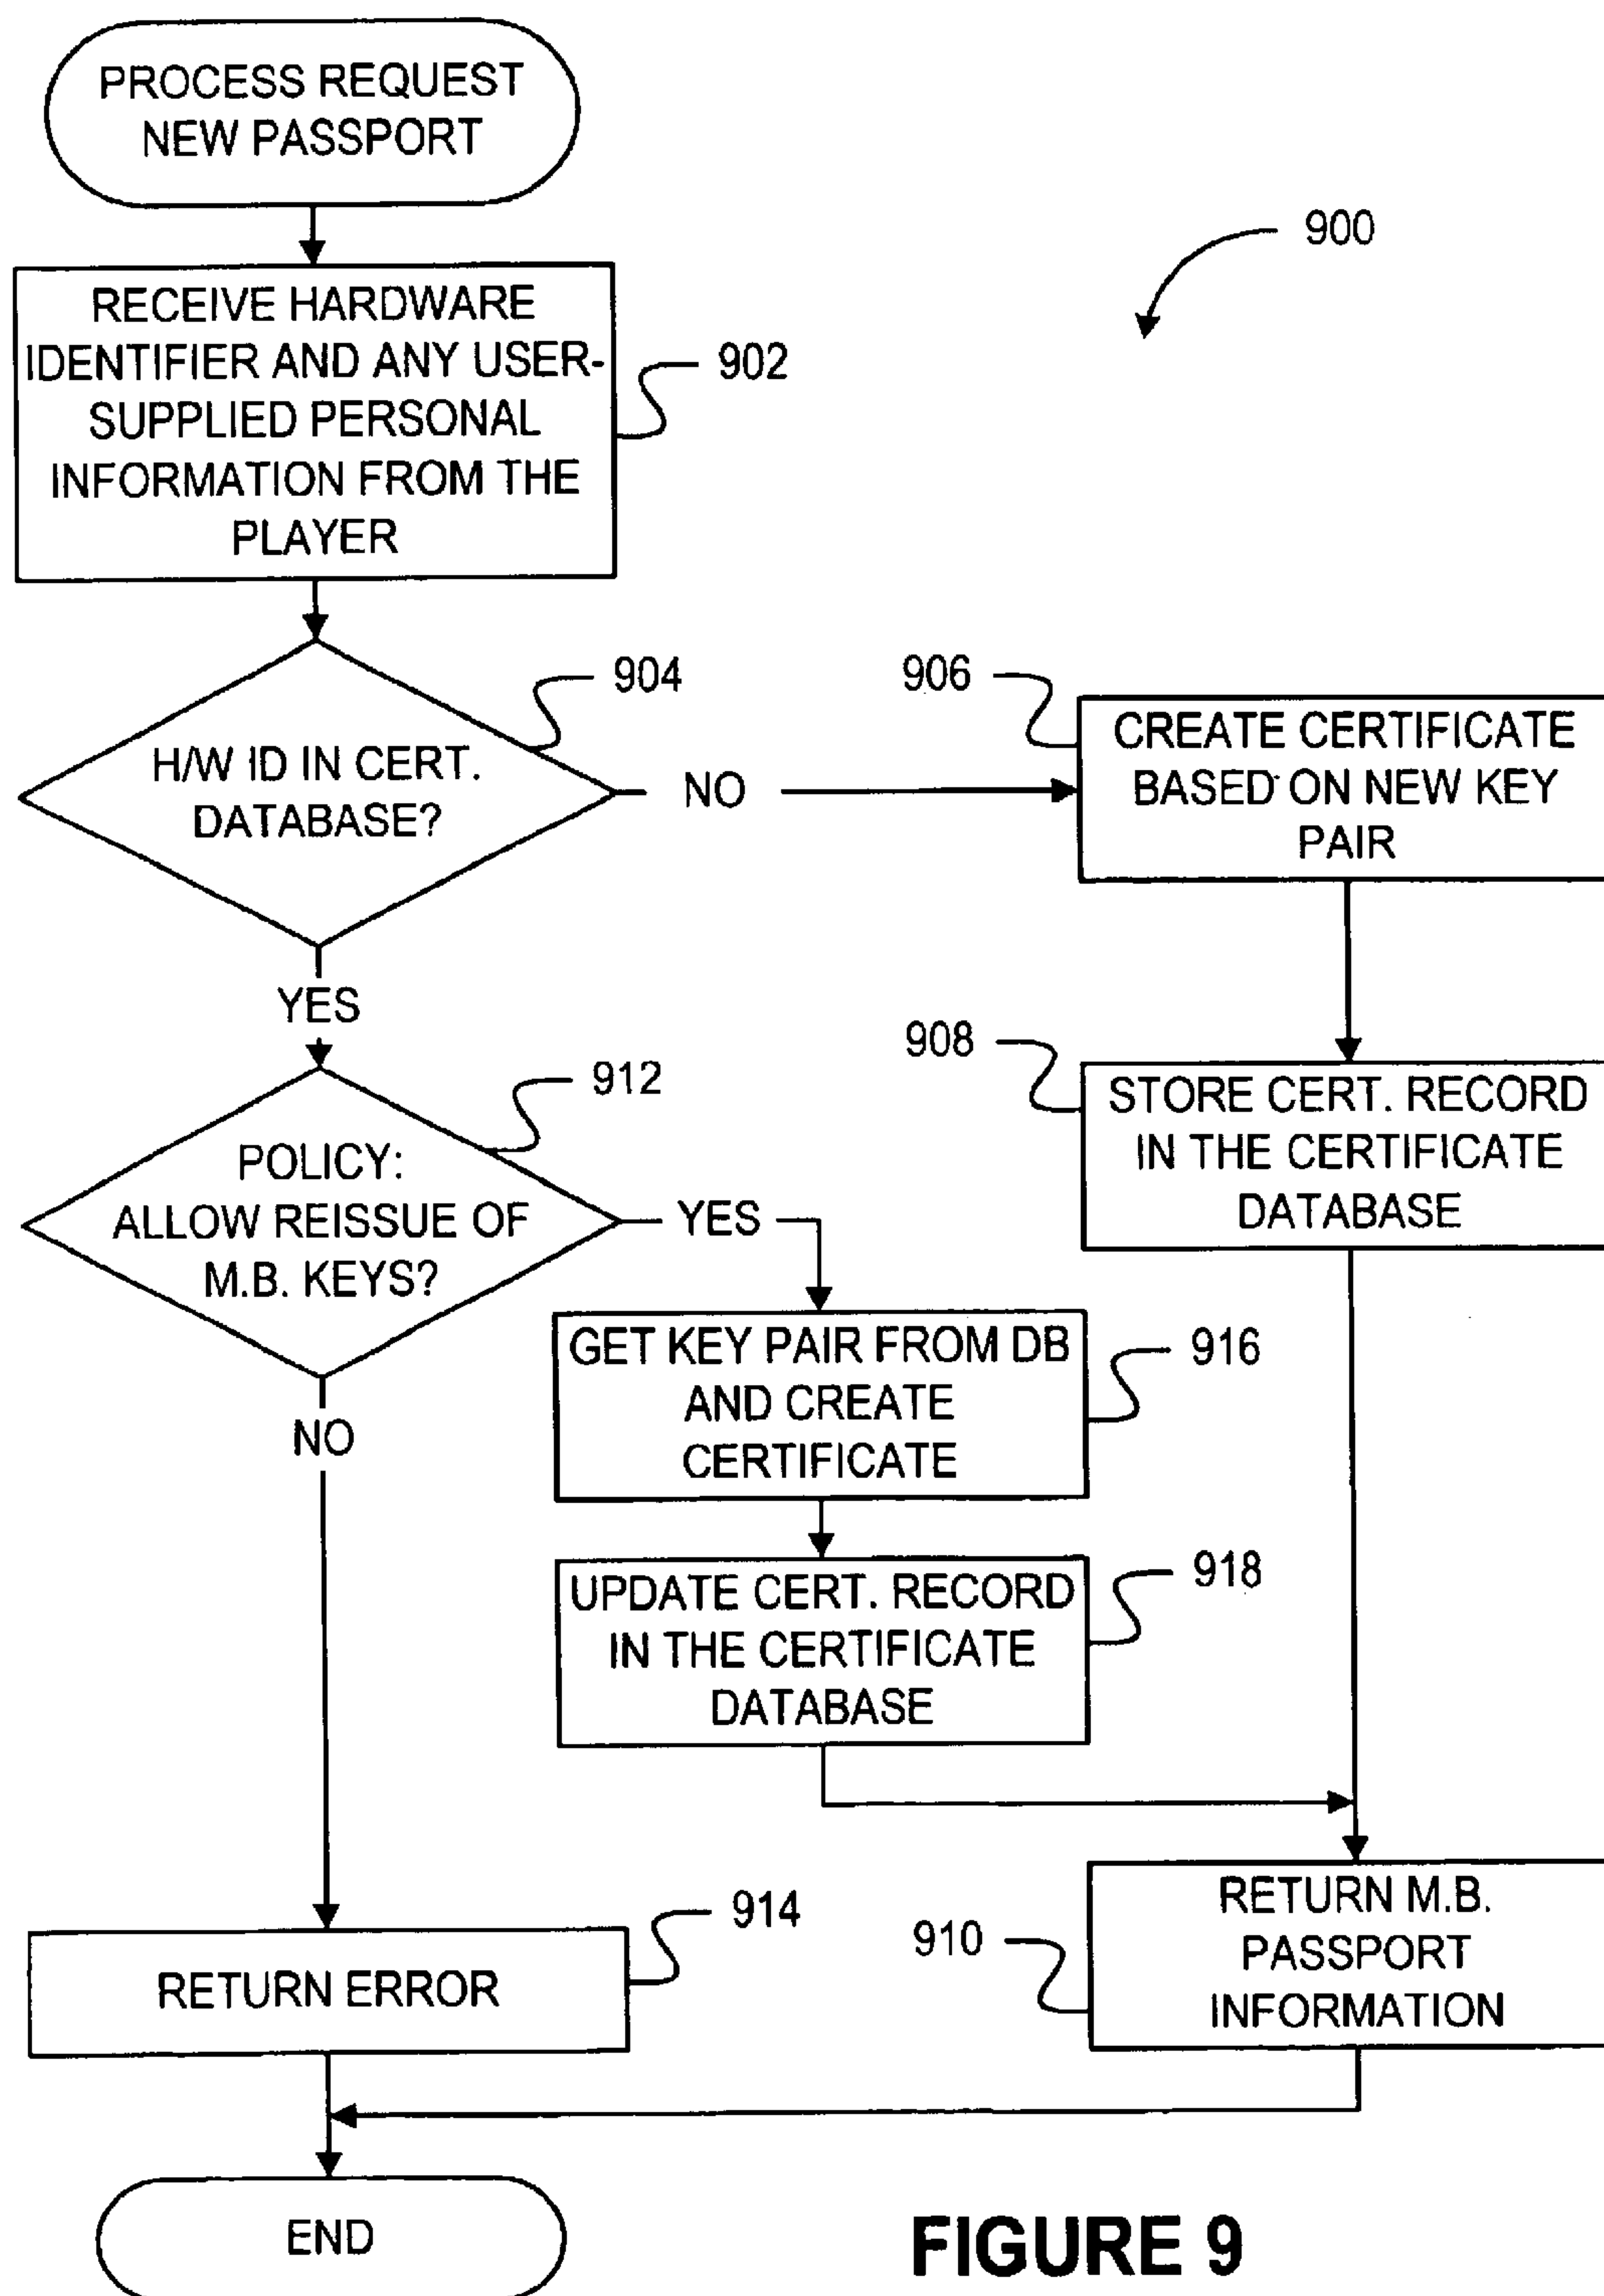 PROCESS REQUEST
NEW PASSPORT
900
RECEIVE HARDWARE
IDENTIFIER AND ANY USER-
SUPPLIED PERSONAL
INFORMATION FROM THE
PLAYER
902
H/W ID IN CERT.
DATABASE?
904
NO
906
CREATE CERTIFICATE
BASED ON NEW KEY
PAIR
YES
908
STORE CERT. RECORD
IN THE CERTIFICATE
DATABASE
912
POLICY:
ALLOW REISSUE OF
M.B. KEYS?
YES
NO
GET KEY PAIR FROM DB
AND CREATE
CERTIFICATE
916
UPDATE CERT. RECORD
IN THE CERTIFICATE
DATABASE
918
RETURN ERROR
914
910
RETURN M.B.
PASSPORT
INFORMATION
END
FIGURE 9